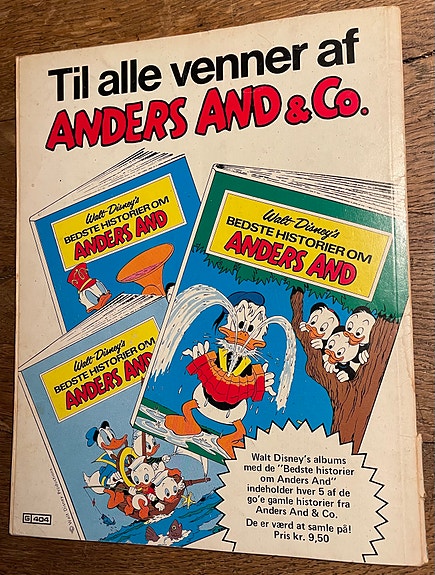 Til alle venner af
ANDERS AND & Co.
Walt Disney's
BEDSTE HISTORIER OM
ANDERS AND
Walt Disney's
BEDSTE HISTORIER OM
ANDERS AND
Walt Disney's
BEDSTE HISTORIER OM
ANDERS AND
Walt Disney's albums
med de "Bedste historier
om Anders And"
indeholder hver 5 af de
go'e gamle historier fra
Anders And & Co.
De er værd at samle på!
Pris kr. 9,50
G 404